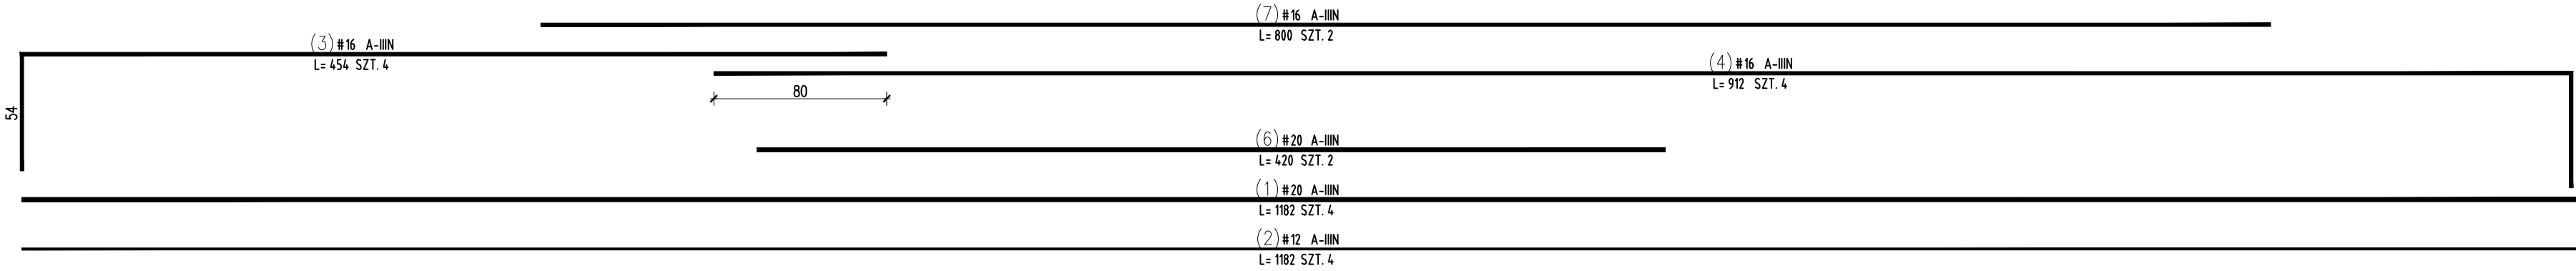 (7) #16 A-IIIN
L= 800 SZT. 2
(3) #16 A-IIIN
L= 454 SZT. 4
(4) #16 A-IIIN
L= 912 SZT. 4
80
54
(6) #20 A-IIIN
L= 420 SZT. 2
(1) #20 A-IIIN
L= 1182 SZT. 4
(2) #12 A-IIIN
L= 1182 SZT. 4